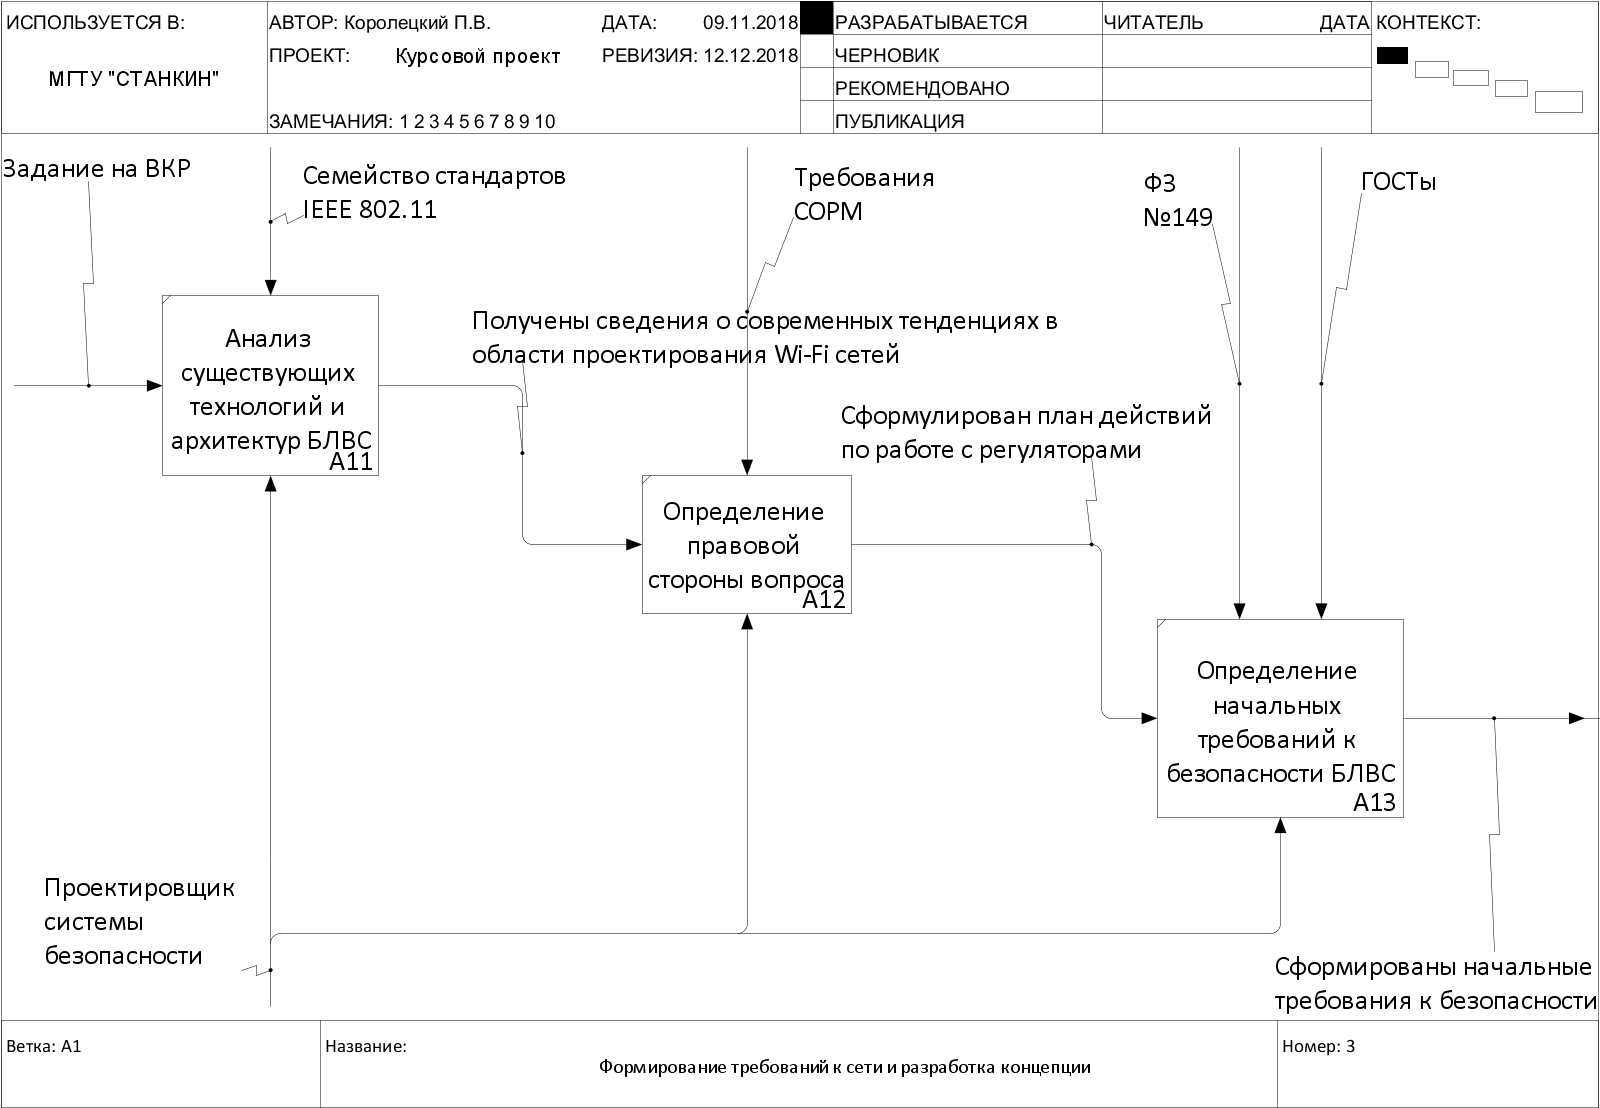 ИСПОЛЬЗУЕТСЯ В:
МГТУ "СТАНКИН"
АВТОР: Королецкий П.В.
ДАТА: 09.11.2018
ПРОЕКТ: Курсовой проект
РЕВИЗИЯ: 12.12.2018
ЗАМЕЧАНИЯ: 1 2 3 4 5 6 7 8 9 10
РАЗРАБАТЫВАЕТСЯ
ЧЕРНОВИК
РЕКОМЕНДОВАНО
ПУБЛИКАЦИЯ
ЧИТАТЕЛЬ
ДАТА
КОНТЕКСТ:
Задание на ВКР
Семейство стандартов
IEEE 802.11
Требования
СОРМ
ФЗ
№149
ГОСТы
Анализ
существующих
технологий и
архитектур БЛВС
A11
Получены сведения о современных тенденциях в
области проектирования Wi-Fi сетей
Сформулирован план действий
по работе с регуляторами
Определение
правовой
стороны вопроса
A12
Определение
начальных
требований к
безопасности БЛВС
A13
Проектировщик
системы
безопасности
Сформированы начальные
требования к безопасности
Ветка: A1
Название:
Формирование требований к сети и разработка концепции
Номер: 3